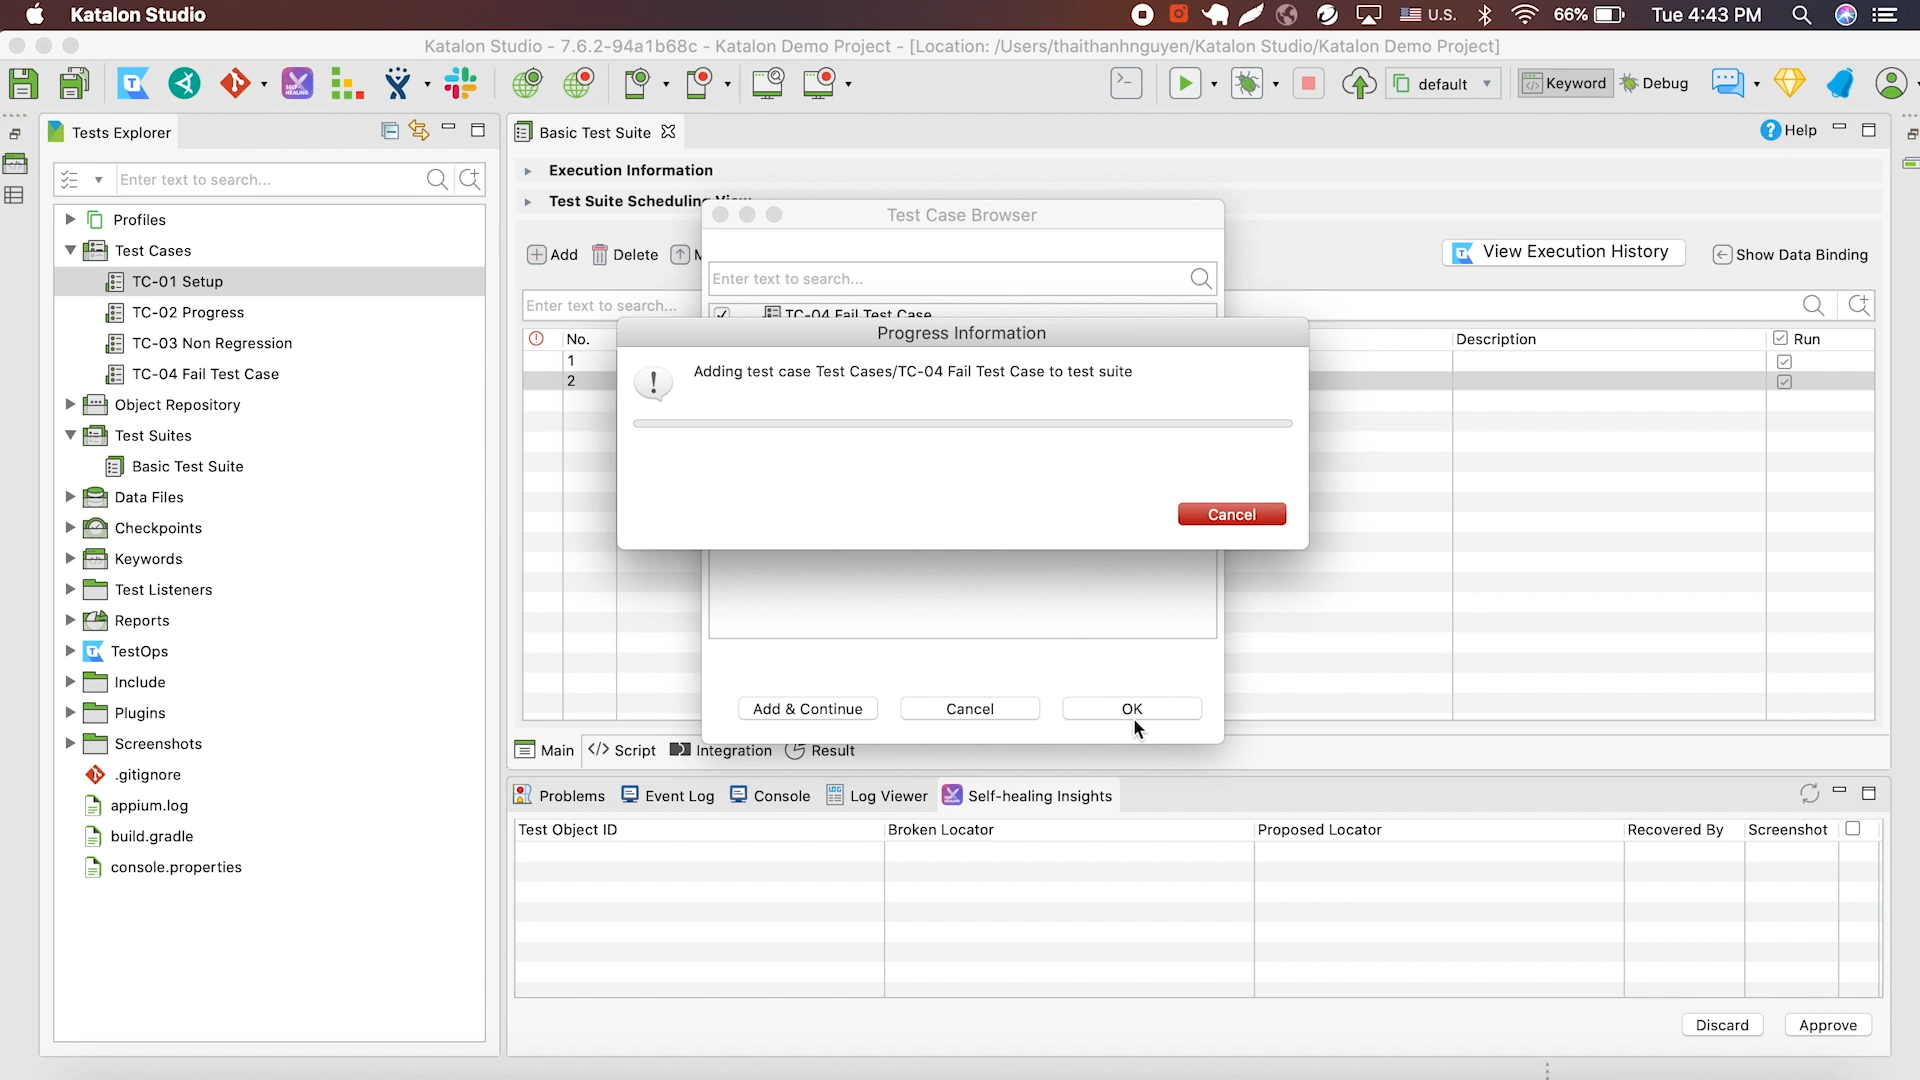 Katalon Studio
U.S.
66%
Tue 4:43 PM
Katalon Studio - 7.6.2-94a1b68c - Katalon Demo Project - [Location: /Users/thaithanhnguyen/Katalon Studio/Katalon Demo Project]
default
Keyword
Debug
Tests Explorer
Enter text to search...
Profiles
Test Cases
TC-01 Setup
TC-02 Progress
TC-03 Non Regression
TC-04 Fail Test Case
Object Repository
Test Suites
Basic Test Suite
Data Files
Checkpoints
Keywords
Test Listeners
Reports
TestOps
Include
Plugins
Screenshots
.gitignore
appium.log
build.gradle
console.properties
Basic Test Suite
Help
Execution Information
Test Suite Scheduling View
Add
Delete
M
View Execution History
Show Data Binding
Enter text to search...
No.
Description
Run
1
2
Test Case Browser
Enter text to search...
TC-04 Fail Test Case
Progress Information
Adding test case Test Cases/TC-04 Fail Test Case to test suite
Cancel
Add & Continue
Cancel
OK
Main
Script
Integration
Result
Problems
Event Log
Console
Log Viewer
Self-healing Insights
Test Object ID
Broken Locator
Proposed Locator
Recovered By
Screenshot
Discard
Approve